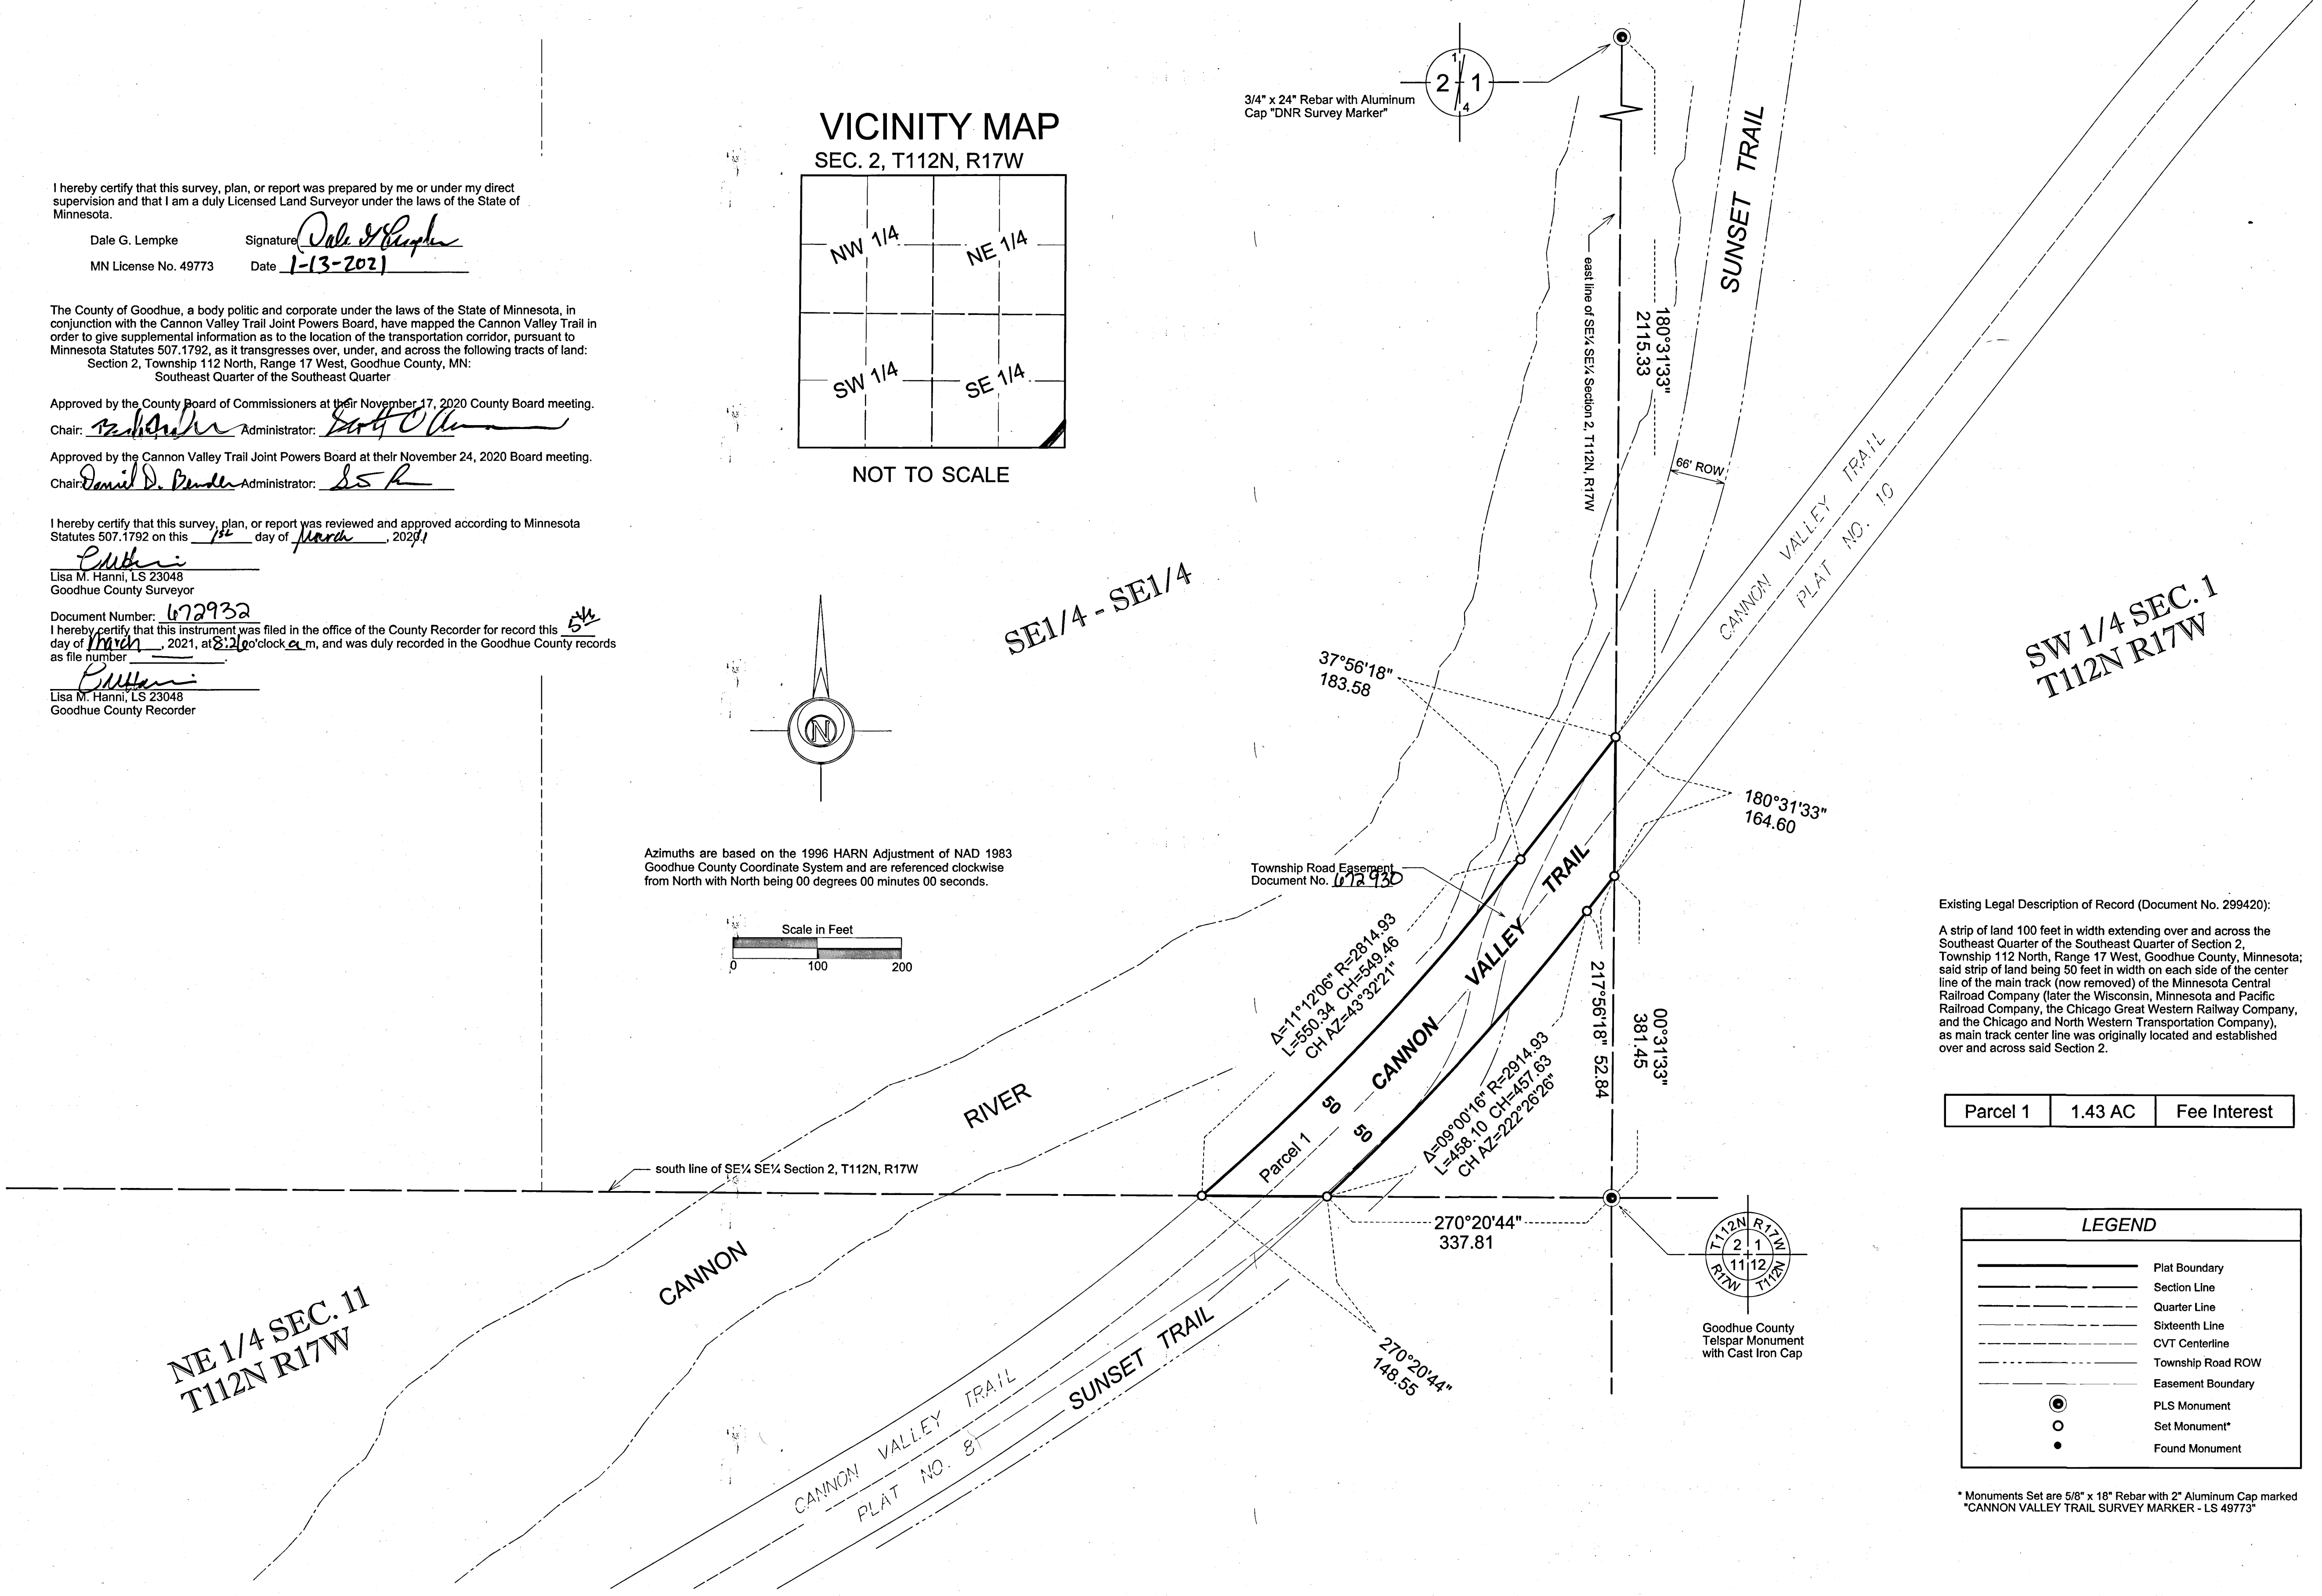 I hereby certify that this survey, plan, or report was prepared by me or under my direct
supervision and that I am a duly Licensed Land Surveyor under the laws of the State of
Minnesota.
Dale G. Lempke Signature Dale G Lempke
MN License No. 49773 Date 1-13-2021
The County of Goodhue, a body politic and corporate under the laws of the State of Minnesota, in
conjunction with the Cannon Valley Trail Joint Powers Board, have mapped the Cannon Valley Trail in
order to give supplemental information as to the location of the transportation corridor, pursuant to
Minnesota Statutes 507.1792, as it transgresses over, under, and across the following tracts of land:
Section 2, Township 112 North, Range 17 West, Goodhue County, MN:
Southeast Quarter of the Southeast Quarter
Approved by the County Board of Commissioners at their November 17, 2020 County Board meeting.
Chair: Administrator:
Approved by the Cannon Valley Trail Joint Powers Board at their November 24, 2020 Board meeting.
Chair: Daniel D. Bender Administrator:
I hereby certify that this survey, plan, or report was reviewed and approved according to Minnesota
Statutes 507.1792 on this 1st day of March, 2021
Lisa M. Hanni, LS 23048
Goodhue County Surveyor
Document Number: 672932
I hereby certify that this instrument was filed in the office of the County Recorder for record this 5th
day of March, 2021, at 8:26 o'clock a m, and was duly recorded in the Goodhue County records
as file number .
Lisa M. Hanni, LS 23048
Goodhue County Recorder
VICINITY MAP
SEC. 2, T112N, R17W
NW 1/4
NE 1/4
SW 1/4
SE 1/4
NOT TO SCALE
N
Azimuths are based on the 1996 HARN Adjustment of NAD 1983
Goodhue County Coordinate System and are referenced clockwise
from North with North being 00 degrees 00 minutes 00 seconds.
Scale in Feet
0 100 200
3/4" x 24" Rebar with Aluminum
Cap "DNR Survey Marker"
1
2 1
4
east line of SE¼ SE¼ Section 2, T112N, R17W
180°31'33"
2115.33
SUNSET TRAIL
66' ROW
CANNON VALLEY TRAIL
PLAT NO. 10
SW 1/4 SEC. 1
T112N R17W
SE1/4 - SE1/4
37°56'18"
183.58
180°31'33"
164.60
Township Road Easement
Document No. 672930
CANNON VALLEY TRAIL
Δ=11°12'06" R=2814.93
L=550.34 CH=549.46
CH AZ=43°32'21"
217°56'18" 52.84
00°31'33"
381.45
Δ=09°00'16" R=2914.93
L=458.10 CH=457.63
CH AZ=222°26'26"
50
50
Parcel 1
south line of SE¼ SE¼ Section 2, T112N, R17W
CANNON RIVER
270°20'44"
337.81
270°20'44"
148.55
T112N R17W
2 1
11 12
R17W T112N
Goodhue County
Telspar Monument
with Cast Iron Cap
NE 1/4 SEC. 11
T112N R17W
CANNON VALLEY TRAIL
PLAT NO. 8
SUNSET TRAIL
Existing Legal Description of Record (Document No. 299420):
A strip of land 100 feet in width extending over and across the
Southeast Quarter of the Southeast Quarter of Section 2,
Township 112 North, Range 17 West, Goodhue County, Minnesota;
said strip of land being 50 feet in width on each side of the center
line of the main track (now removed) of the Minnesota Central
Railroad Company (later the Wisconsin, Minnesota and Pacific
Railroad Company, the Chicago Great Western Railway Company,
and the Chicago and North Western Transportation Company),
as main track center line was originally located and established
over and across said Section 2.
Parcel 1 1.43 AC Fee Interest
LEGEND
Plat Boundary
Section Line
Quarter Line
Sixteenth Line
CVT Centerline
Township Road ROW
Easement Boundary
PLS Monument
Set Monument*
Found Monument
* Monuments Set are 5/8" x 18" Rebar with 2" Aluminum Cap marked
"CANNON VALLEY TRAIL SURVEY MARKER - LS 49773"